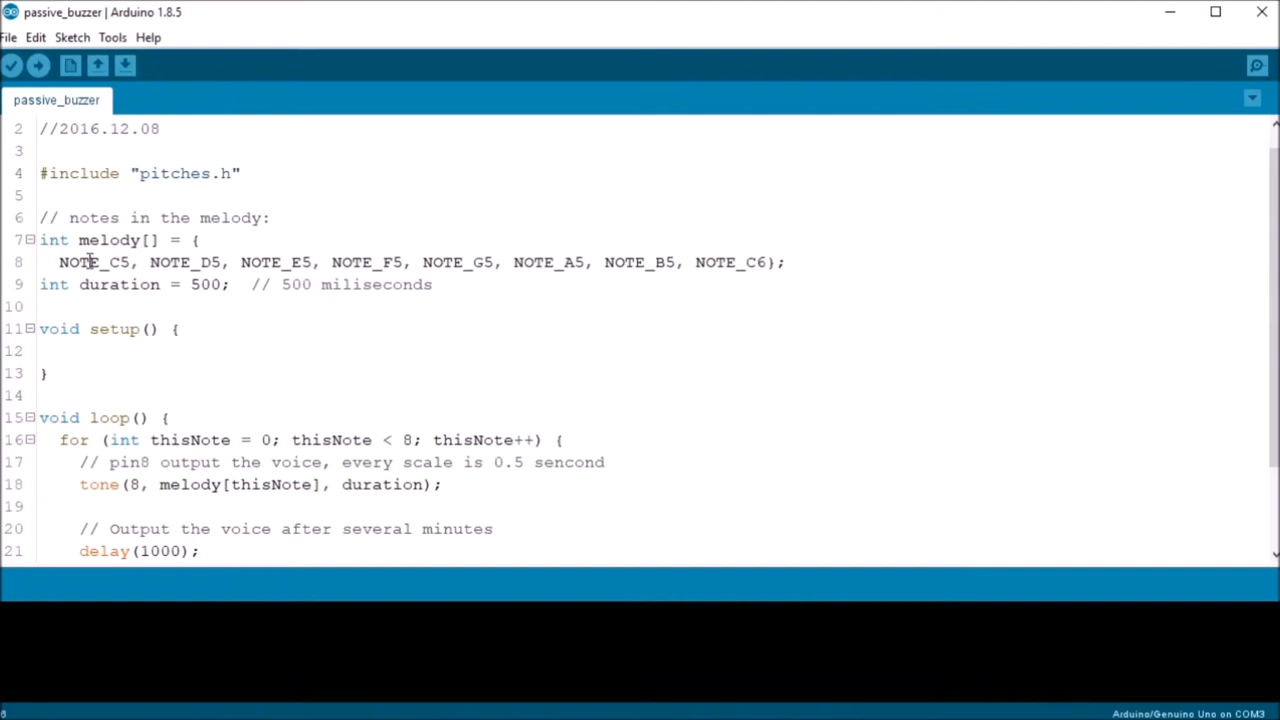 passive_buzzer | Arduino 1.8.5
File Edit Sketch Tools Help
passive_buzzer
2 //2016.12.08
3
4 #include "pitches.h"
5
6 // notes in the melody:
7 int melody[] = {
8 NOTE_C5, NOTE_D5, NOTE_E5, NOTE_F5, NOTE_G5, NOTE_A5, NOTE_B5, NOTE_C6};
9 int duration = 500; // 500 miliseconds
10
11 void setup() {
12
13 }
14
15 void loop() {
16 for (int thisNote = 0; thisNote < 8; thisNote++) {
17 // pin8 output the voice, every scale is 0.5 sencond
18 tone(8, melody[thisNote], duration);
19
20 // Output the voice after several minutes
21 delay(1000);
6 Arduino/Genuino Uno on COM3